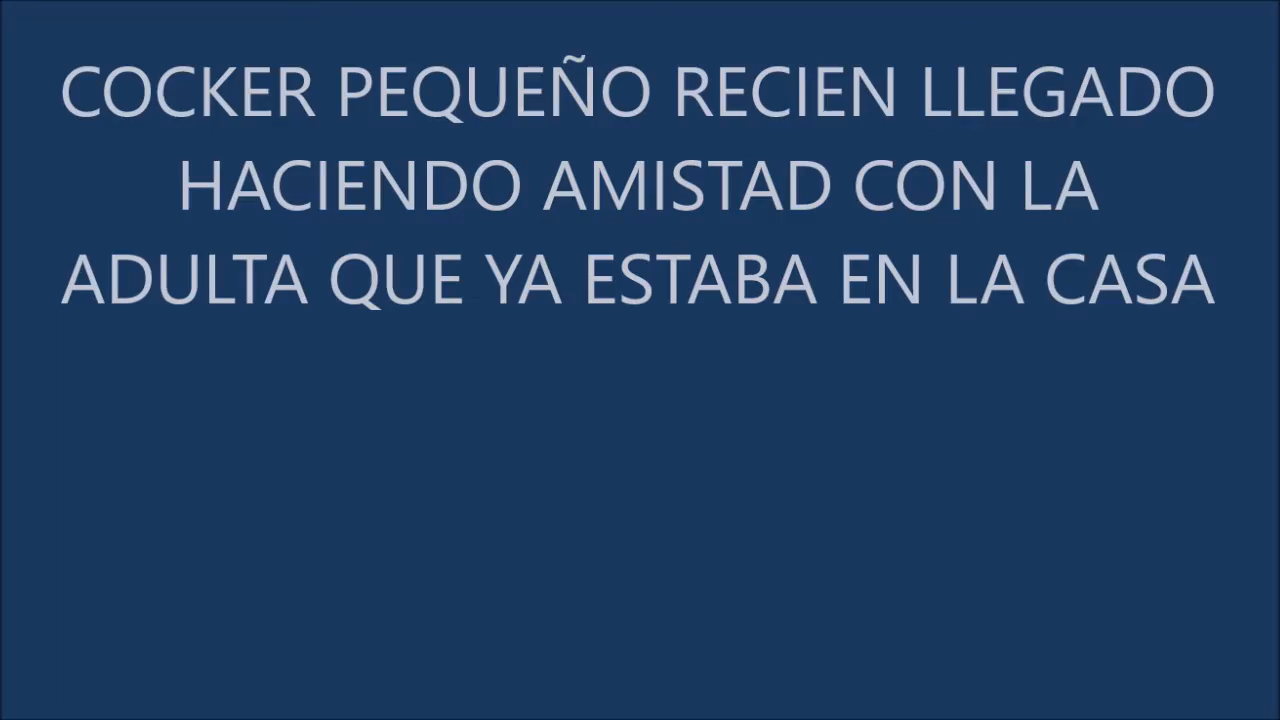 COCKER PEQUEÑO RECIEN LLEGADO
HACIENDO AMISTAD CON LA
ADULTA QUE YA ESTABA EN LA CASA